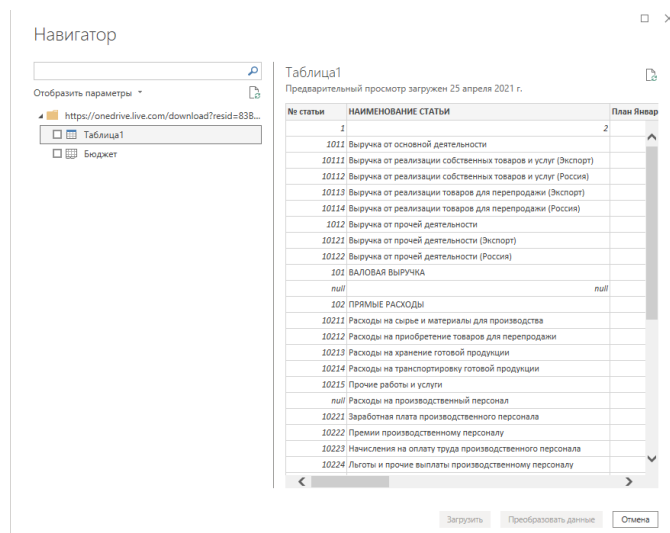 Навигатор
Отобразить параметры
https://onedrive.live.com/download?resid=83B...
Таблица1
Бюджет
Таблица1
Предварительный просмотр загружен 25 апреля 2021 г.
№ статьи НАИМЕНОВАНИЕ СТАТЬИ План Январ
1 2
1011 Выручка от основной деятельности
10111 Выручка от реализации собственных товаров и услуг (Экспорт)
10112 Выручка от реализации собственных товаров и услуг (Россия)
10113 Выручка от реализации товаров для перепродажи (Экспорт)
10114 Выручка от реализации товаров для перепродажи (Россия)
1012 Выручка от прочей деятельности
10121 Выручка от прочей деятельности (Экспорт)
10122 Выручка от прочей деятельности (Россия)
101 ВАЛОВАЯ ВЫРУЧКА
null null
102 ПРЯМЫЕ РАСХОДЫ
10211 Расходы на сырье и материалы для производства
10212 Расходы на приобретение товаров для перепродажи
10213 Расходы на хранение готовой продукции
10214 Расходы на транспортировку готовой продукции
10215 Прочие работы и услуги
null Расходы на производственный персонал
10221 Заработная плата производственного персонала
10222 Премии производственному персоналу
10223 Начисления на оплату труда производственного персонала
10224 Льготы и прочие выплаты производственному персоналу
Загрузить Преобразовать данные Отмена